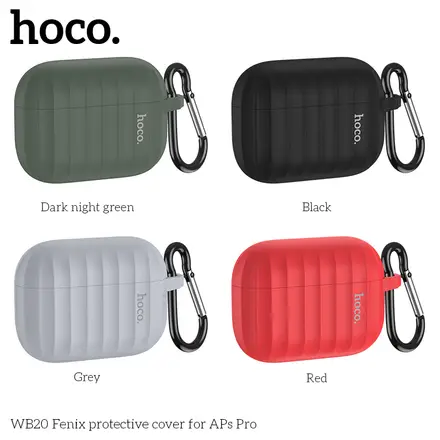 hoco.
hoco.
hoco.
Dark night green
Black
hoco.
hoco.
Grey
Red
WB20 Fenix protective cover for APs Pro